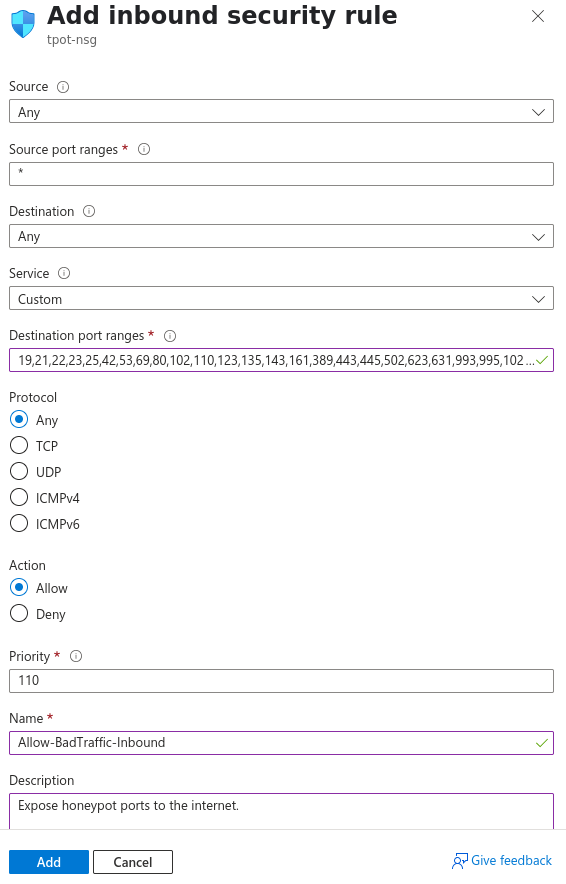 Add inbound security rule
tpot-nsg
Source
Any
Source port ranges *
*
Destination
Any
Service
Custom
Destination port ranges *
19,21,22,23,25,42,53,69,80,102,110,123,135,143,161,389,443,445,502,623,631,993,995,102...
Protocol
Any
TCP
UDP
ICMPv4
ICMPv6
Action
Allow
Deny
Priority *
110
Name *
Allow-BadTraffic-Inbound
Description
Expose honeypot ports to the internet.
Add Cancel Give feedback